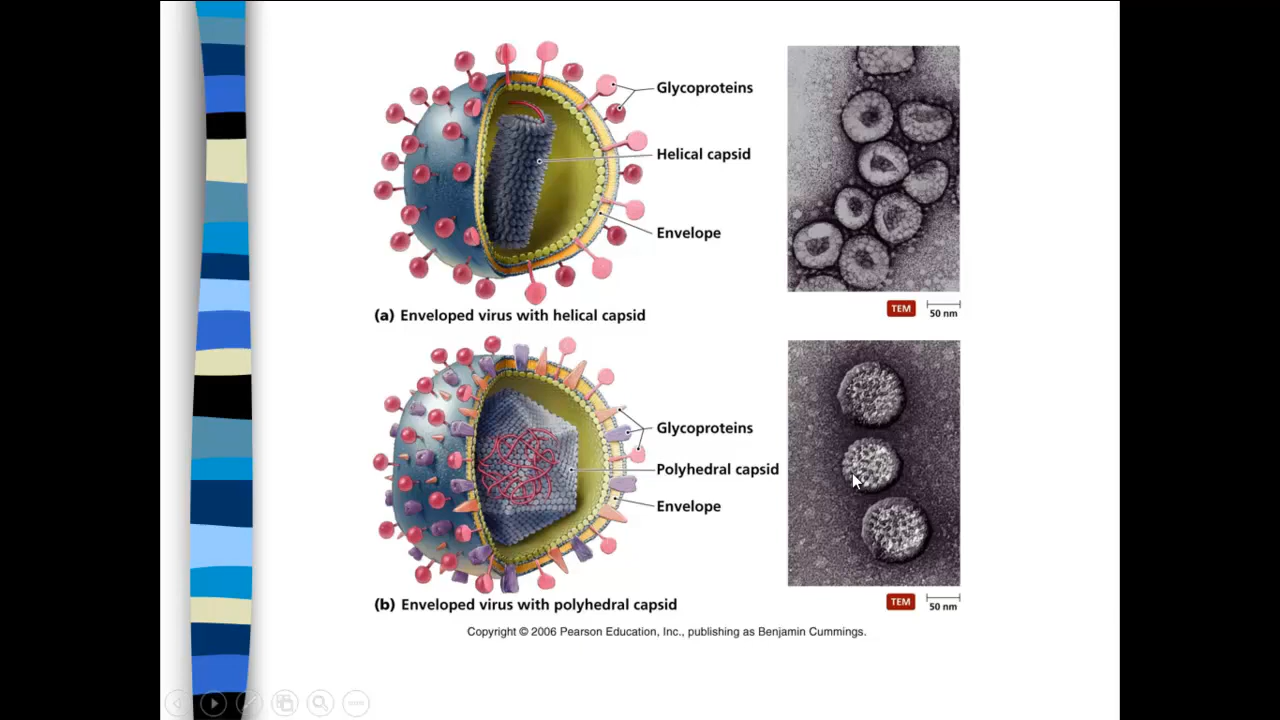 Glycoproteins
Helical capsid
Envelope
TEM
50 nm
(a) Enveloped virus with helical capsid
Glycoproteins
Polyhedral capsid
Envelope
TEM
50 nm
(b) Enveloped virus with polyhedral capsid
Copyright © 2006 Pearson Education, Inc., publishing as Benjamin Cummings.